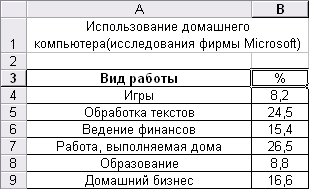 A B
1 Использование домашнего
компьютера(исследования фирмы Microsoft)
2
3 Вид работы %
4 Игры 8,2
5 Обработка текстов 24,5
6 Ведение финансов 15,4
7 Работа, выполняемая дома 26,5
8 Образование 8,8
9 Домашний бизнес 16,6